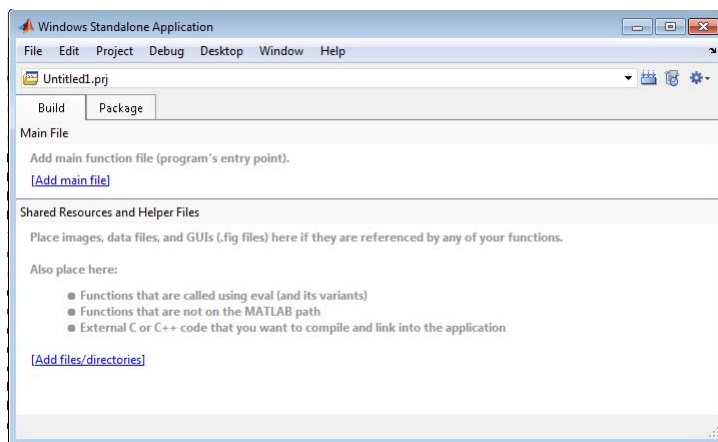 Windows Standalone Application
File Edit Project Debug Desktop Window Help
Untitled1.prj
Build Package
Main File
Add main function file (program's entry point).
[Add main file]
Shared Resources and Helper Files
Place images, data files, and GUIs (.fig files) here if they are referenced by any of your functions.
Also place here:
Functions that are called using eval (and its variants)
Functions that are not on the MATLAB path
External C or C++ code that you want to compile and link into the application
[Add files/directories]